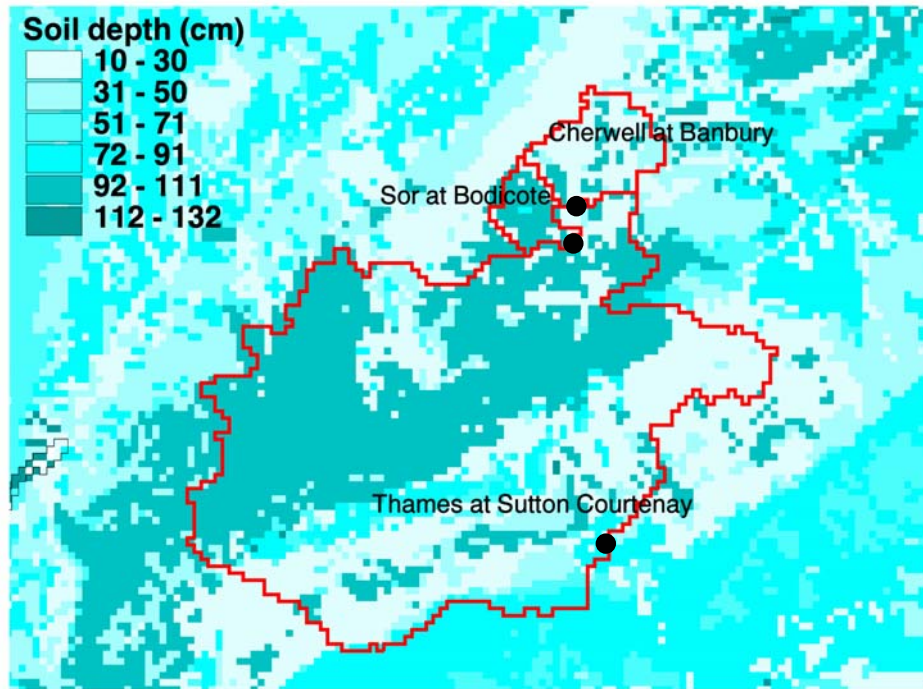 Soil depth (cm)
10 - 30
31 - 50
51 - 71
72 - 91
92 - 111
112 - 132
Cherwell at Banbury
Sor at Bodicote
Thames at Sutton Courtenay